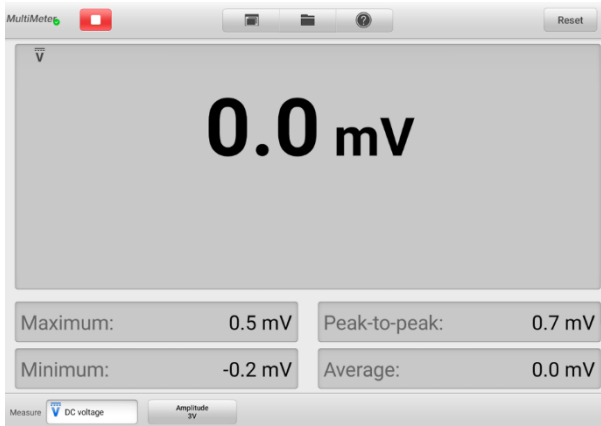 MultiMeter
Reset
V
0.0 mV
Maximum: 0.5 mV
Peak-to-peak: 0.7 mV
Minimum: -0.2 mV
Average: 0.0 mV
Measure V DC voltage
Amplitude
3V